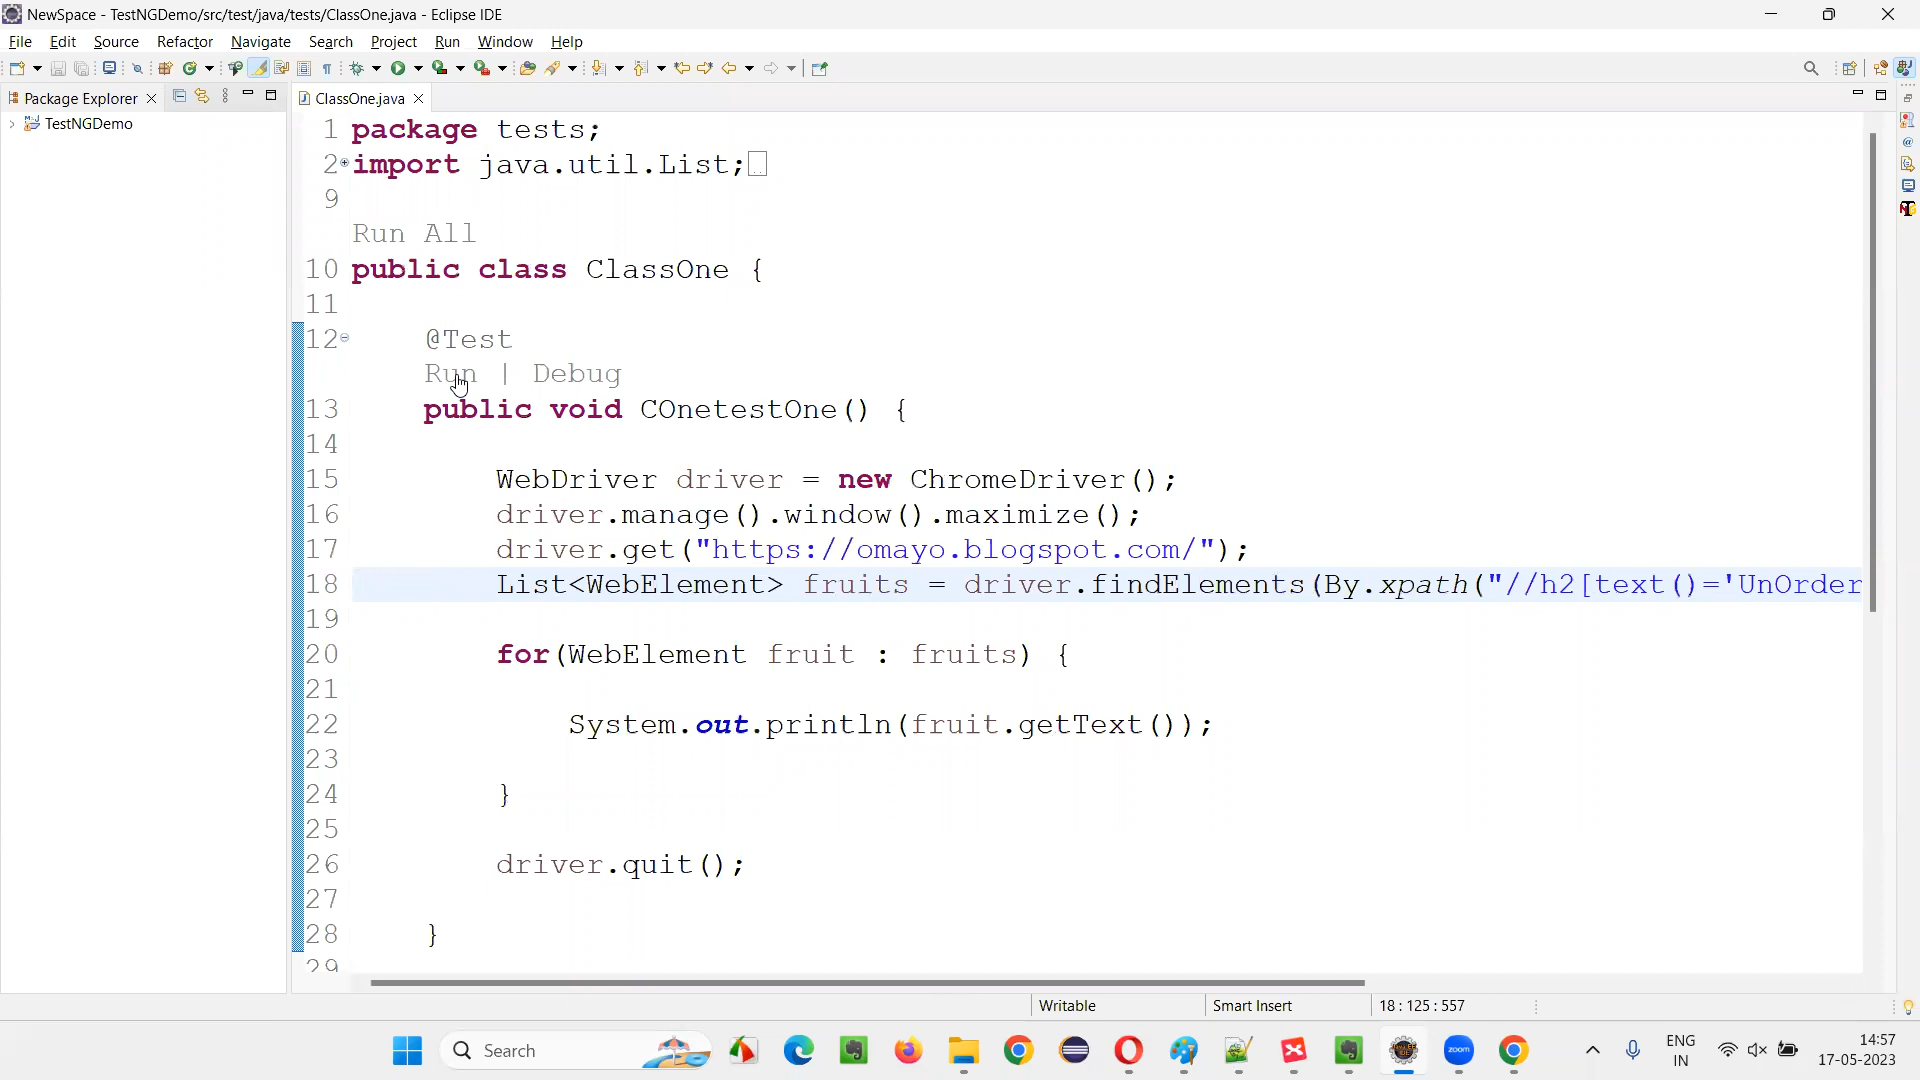 NewSpace - TestNGDemo/src/test/java/tests/ClassOne.java - Eclipse IDE
File Edit Source Refactor Navigate Search Project Run Window Help
Package Explorer
ClassOne.java
TestNGDemo
1 package tests;
2 import java.util.List;
9
Run All
10 public class ClassOne {
11
12 @Test
Run | Debug
13 public void COnetestOne() {
14
15 WebDriver driver = new ChromeDriver();
16 driver.manage().window().maximize();
17 driver.get("https://omayo.blogspot.com/");
18 List<WebElement> fruits = driver.findElements(By.xpath("//h2[text()='UnOrder
19
20 for(WebElement fruit : fruits) {
21
22 System.out.println(fruit.getText());
23
24 }
25
26 driver.quit();
27
28 }
29
Writable Smart Insert 18 : 125 : 557
Search
zoom
ENG
IN
14:57
17-05-2023